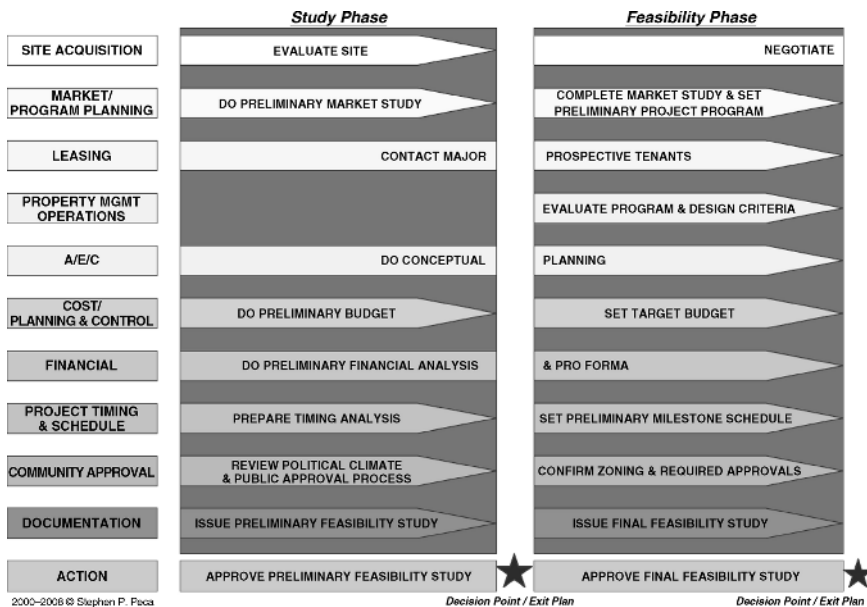 Study Phase
Feasibility Phase
SITE ACQUISITION
EVALUATE SITE
NEGOTIATE
MARKET/
PROGRAM PLANNING
DO PRELIMINARY MARKET STUDY
COMPLETE MARKET STUDY & SET
PRELIMINARY PROJECT PROGRAM
LEASING
CONTACT MAJOR
PROSPECTIVE TENANTS
PROPERTY MGMT
OPERATIONS
EVALUATE PROGRAM & DESIGN CRITERIA
A/E/C
DO CONCEPTUAL
PLANNING
COST/
PLANNING & CONTROL
DO PRELIMINARY BUDGET
SET TARGET BUDGET
FINANCIAL
DO PRELIMINARY FINANCIAL ANALYSIS
& PRO FORMA
PROJECT TIMING
& SCHEDULE
PREPARE TIMING ANALYSIS
SET PRELIMINARY MILESTONE SCHEDULE
COMMUNITY APPROVAL
REVIEW POLITICAL CLIMATE
& PUBLIC APPROVAL PROCESS
CONFIRM ZONING & REQUIRED APPROVALS
DOCUMENTATION
ISSUE PRELIMINARY FEASIBILITY STUDY
ISSUE FINAL FEASIBILITY STUDY
ACTION
APPROVE PRELIMINARY FEASIBILITY STUDY
APPROVE FINAL FEASIBILITY STUDY
2000–2008 © Stephen P. Peca
Decision Point / Exit Plan
Decision Point / Exit Plan